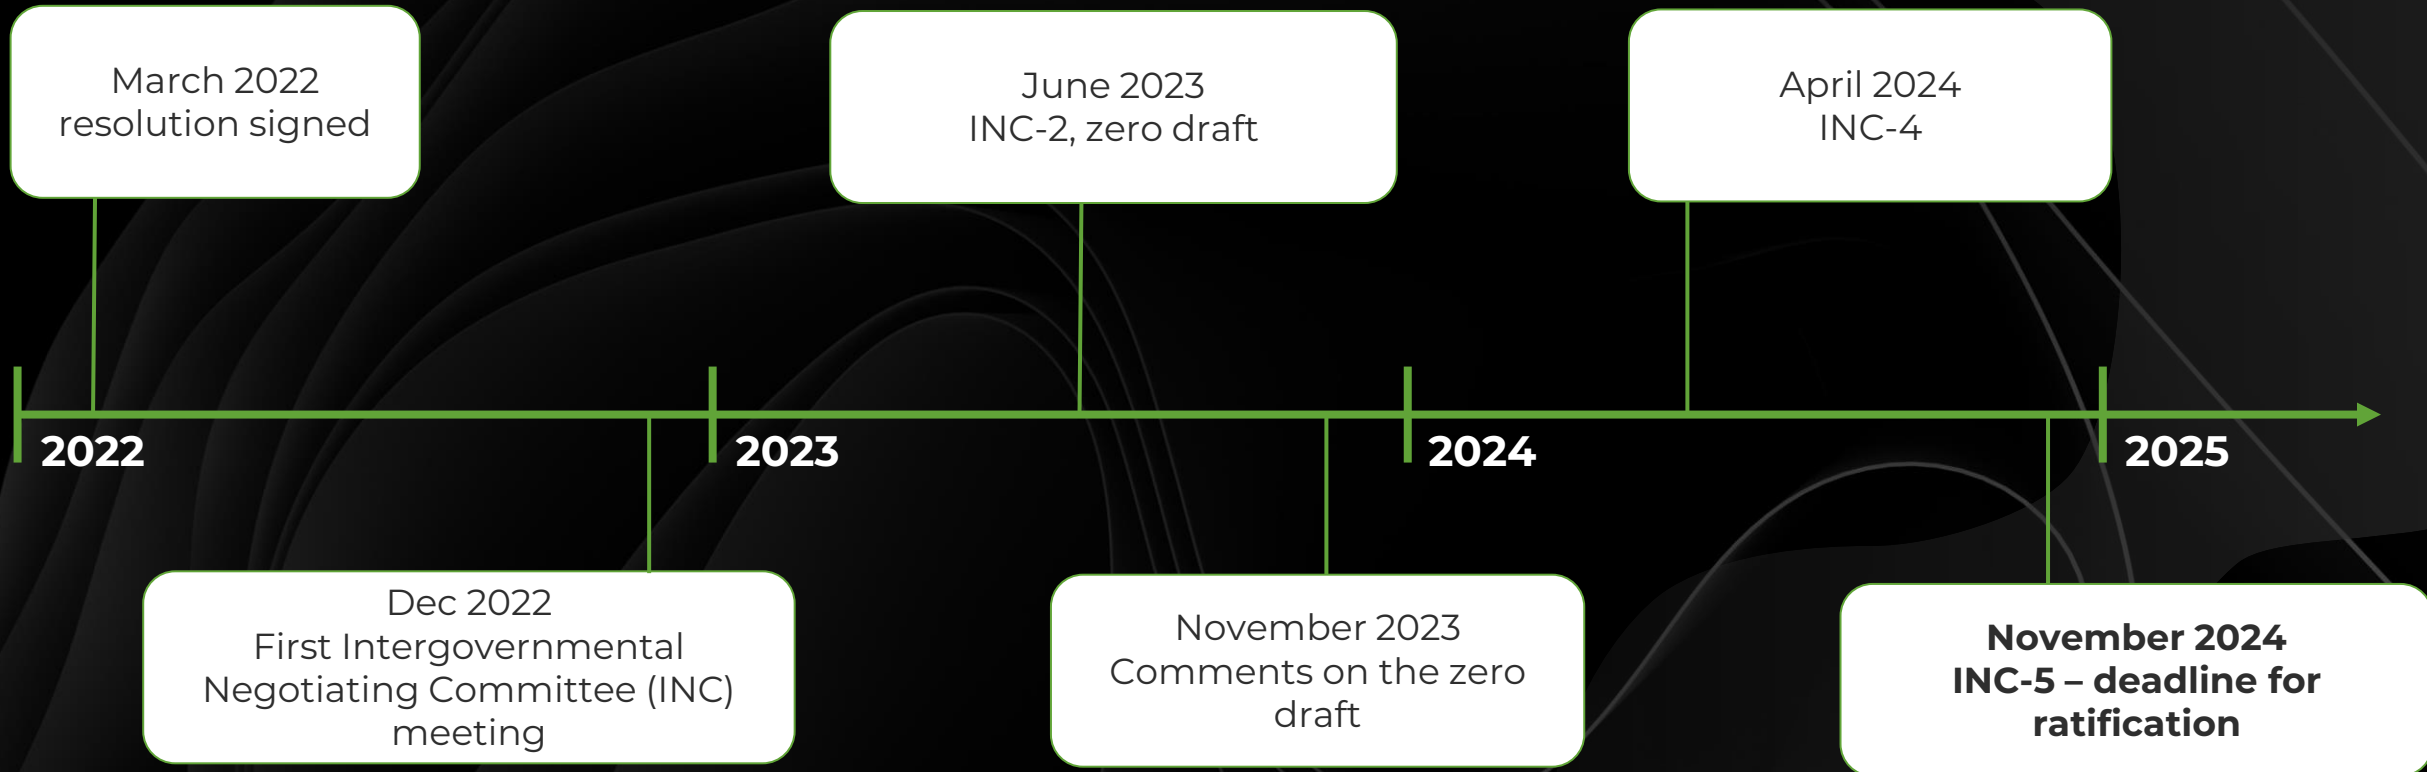 March 2022
resolution signed
June 2023
INC-2, zero draft
April 2024
INC-4
2022
2023
2024
2025
Dec 2022
First Intergovernmental
Negotiating Committee (INC)
meeting
November 2023
Comments on the zero
draft
November 2024
INC-5 – deadline for
ratification